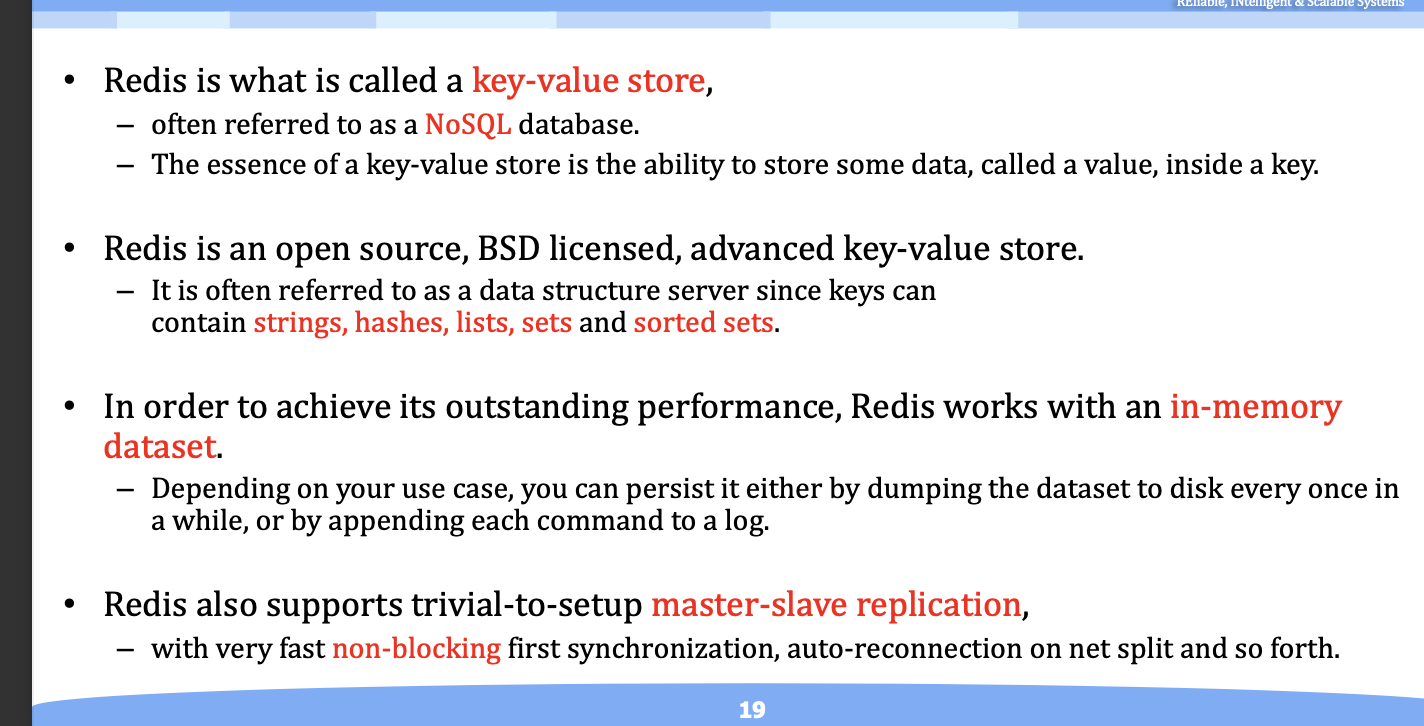 REliable, INtelligent & Scalable Systems
• Redis is what is called a key-value store,
– often referred to as a NoSQL database.
– The essence of a key-value store is the ability to store some data, called a value, inside a key.
• Redis is an open source, BSD licensed, advanced key-value store.
– It is often referred to as a data structure server since keys can
contain strings, hashes, lists, sets and sorted sets.
• In order to achieve its outstanding performance, Redis works with an in-memory
dataset.
– Depending on your use case, you can persist it either by dumping the dataset to disk every once in
a while, or by appending each command to a log.
• Redis also supports trivial-to-setup master-slave replication,
– with very fast non-blocking first synchronization, auto-reconnection on net split and so forth.
19